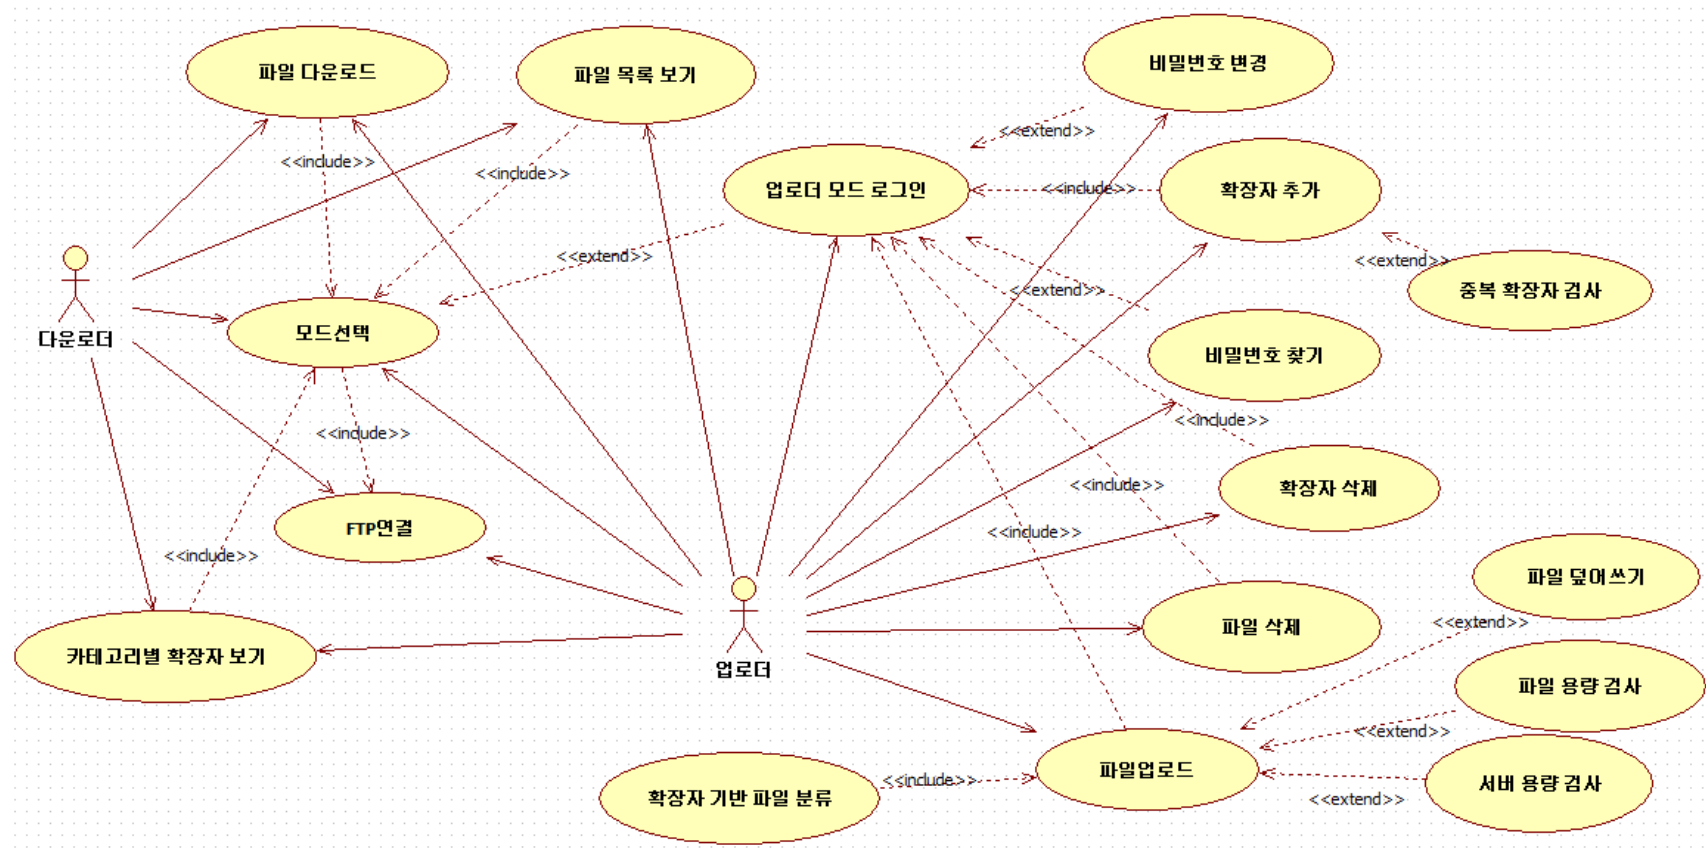 파일 다운로드
파일 목록 보기
비밀번호 변경
<<extend>>
<<include>>
<<include>>
업로더 모드 로그인
<<include>>
확장자 추가
<<extend>>
<<extend>>
<<extend>>
중복 확장자 검사
다운로더
모드선택
비밀번호 찾기
<<include>>
<<include>>
확장자 삭제
<<include>>
FTP연결
<<include>>
<<include>>
파일 덮어쓰기
<<extend>>
파일 삭제
카테고리별 확장자 보기
업로더
파일 용량 검사
<<extend>>
파일업로드
<<include>>
서버 용량 검사
확장자 기반 파일 분류
<<extend>>